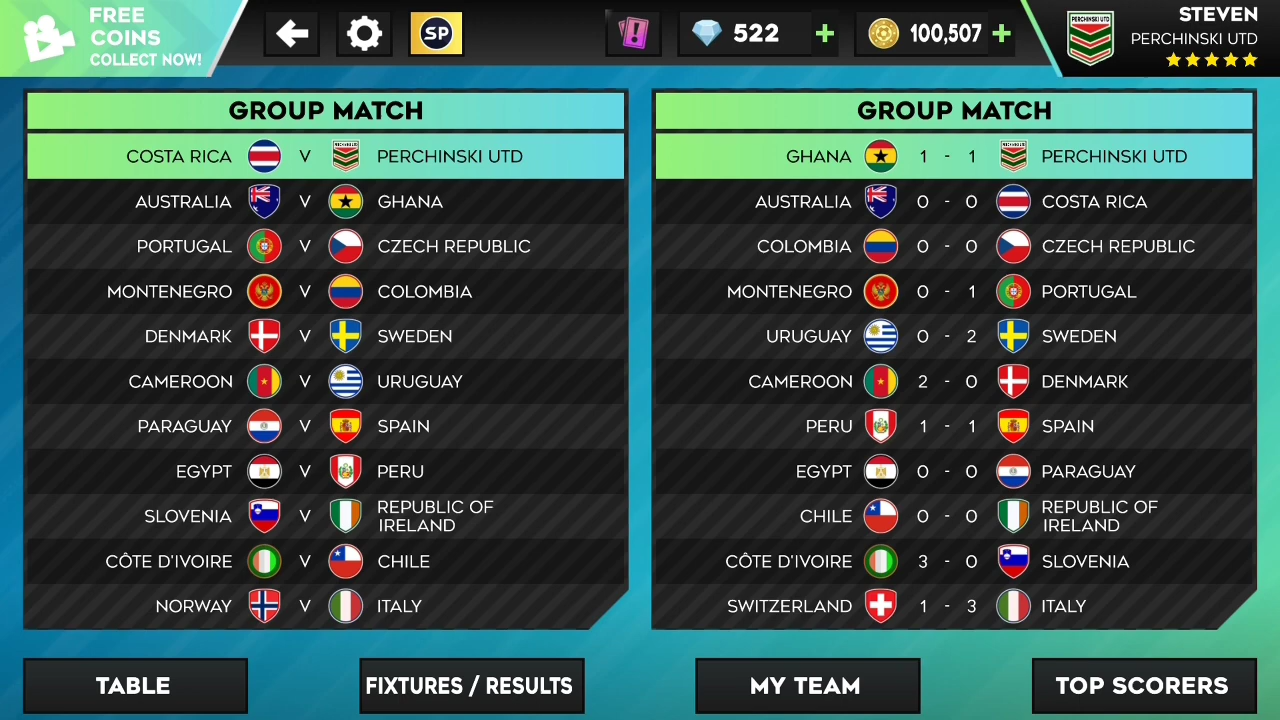 FREE
COINS
COLLECT NOW!
SP
522
100,507
PERCHINSKI UTD
STEVEN
PERCHINSKI UTD
GROUP MATCH
COSTA RICA V PERCHINSKI UTD
AUSTRALIA V GHANA
PORTUGAL V CZECH REPUBLIC
MONTENEGRO V COLOMBIA
DENMARK V SWEDEN
CAMEROON V URUGUAY
PARAGUAY V SPAIN
EGYPT V PERU
SLOVENIA V REPUBLIC OF
IRELAND
CÔTE D'IVOIRE V CHILE
NORWAY V ITALY
GROUP MATCH
GHANA 1 - 1 PERCHINSKI UTD
AUSTRALIA 0 - 0 COSTA RICA
COLOMBIA 0 - 0 CZECH REPUBLIC
MONTENEGRO 0 - 1 PORTUGAL
URUGUAY 0 - 2 SWEDEN
CAMEROON 2 - 0 DENMARK
PERU 1 - 1 SPAIN
EGYPT 0 - 0 PARAGUAY
CHILE 0 - 0 REPUBLIC OF
IRELAND
CÔTE D'IVOIRE 3 - 0 SLOVENIA
SWITZERLAND 1 - 3 ITALY
TABLE
FIXTURES / RESULTS
MY TEAM
TOP SCORERS